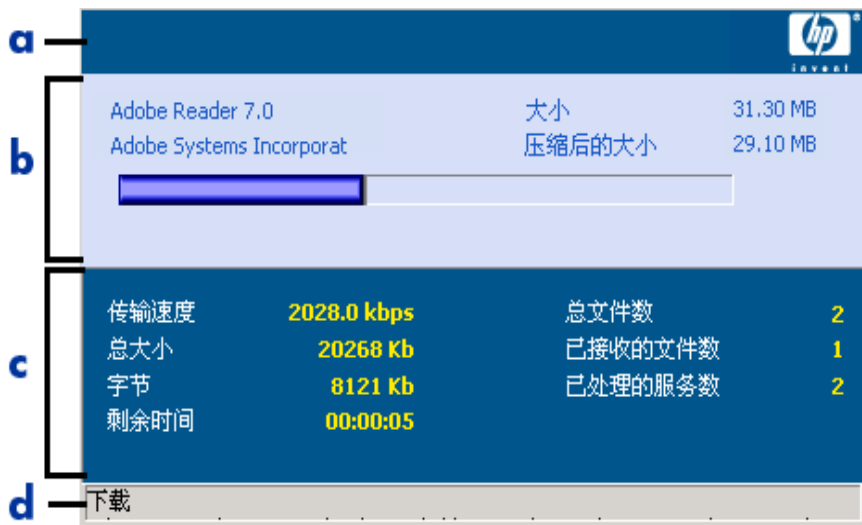 a
hp
invent
b
Adobe Reader 7.0 大小 31.30 MB
Adobe Systems Incorporat 压缩后的大小 29.10 MB
c
传输速度 2028.0 kbps 总文件数 2
总大小 20268 Kb 已接收的文件数 1
字节 8121 Kb 已处理的服务数 2
剩余时间 00:00:05
d
下载